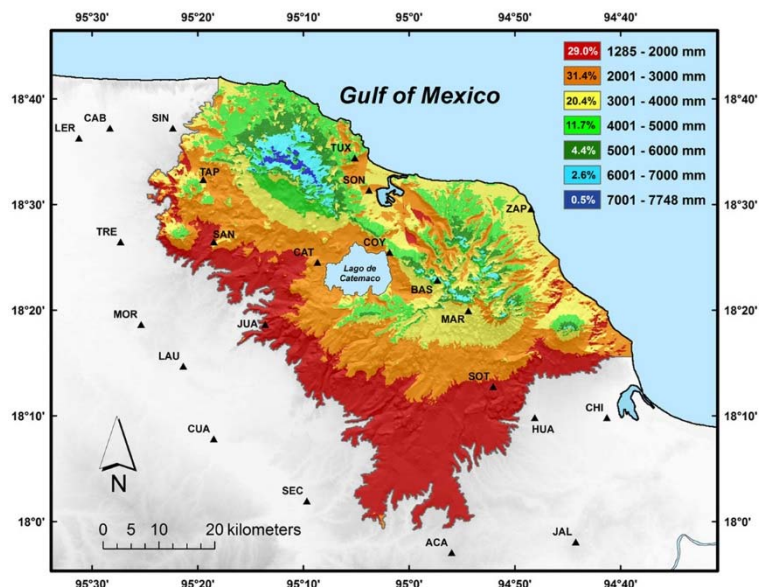 95°30' 95°20' 95°10' 95°00' 94°50' 94°40'
29.0% 1285 - 2000 mm
31.4% 2001 - 3000 mm
20.4% 3001 - 4000 mm
11.7% 4001 - 5000 mm
4.4% 5001 - 6000 mm
2.6% 6001 - 7000 mm
0.5% 7001 - 7748 mm
Gulf of Mexico
18°40'
18°30'
18°20'
18°10'
18°0'
LER
CAB
SIN
TUX
TAP
SON
ZAP
TRE
SAN
CAT
COY
Lago de
Catemaco
BAS
MOR
JUA
MAR
LAU
SOT
CUA
HUA
CHI
SEC
ACA
JAL
N
0 5 10 20 kilometers
18°40'
18°30'
18°20'
18°10'
18°0'
95°30' 95°20' 95°10' 95°00' 94°50' 94°40'